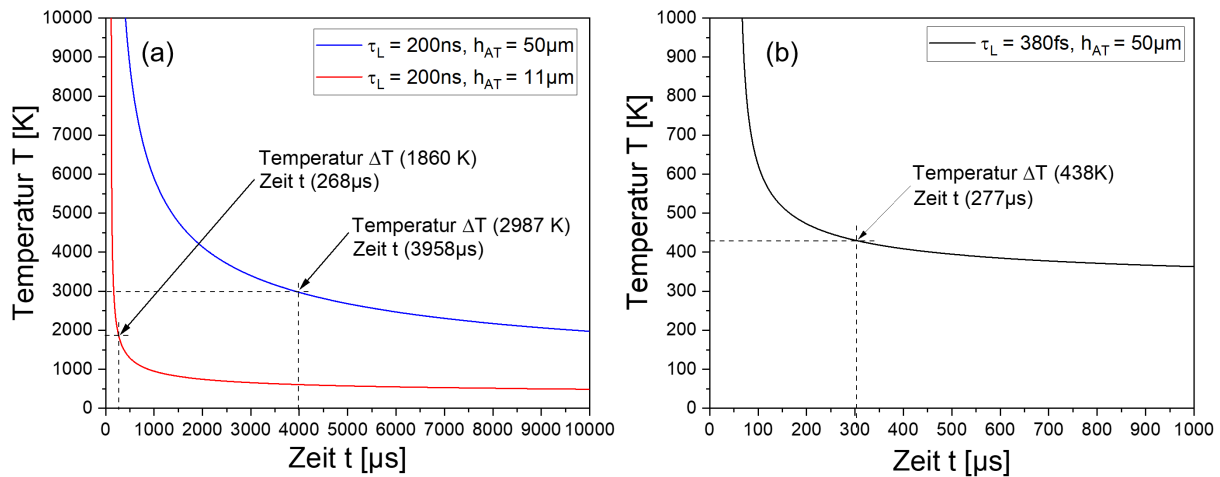 (a)
τL = 200ns, hAT = 50µm
τL = 200ns, hAT = 11µm
Temperatur T [K]
10000
9000
8000
7000
6000
5000
4000
3000
2000
1000
0
Temperatur ΔT (1860 K)
Zeit t (268µs)
Temperatur ΔT (2987 K)
Zeit t (3958µs)
0 1000 2000 3000 4000 5000 6000 7000 8000 9000 10000
Zeit t [µs]
(b)
τL = 380fs, hAT = 50µm
Temperatur T [K]
1000
900
800
700
600
500
400
300
200
100
0
Temperatur ΔT (438K)
Zeit t (277µs)
0 100 200 300 400 500 600 700 800 900 1000
Zeit t [µs]